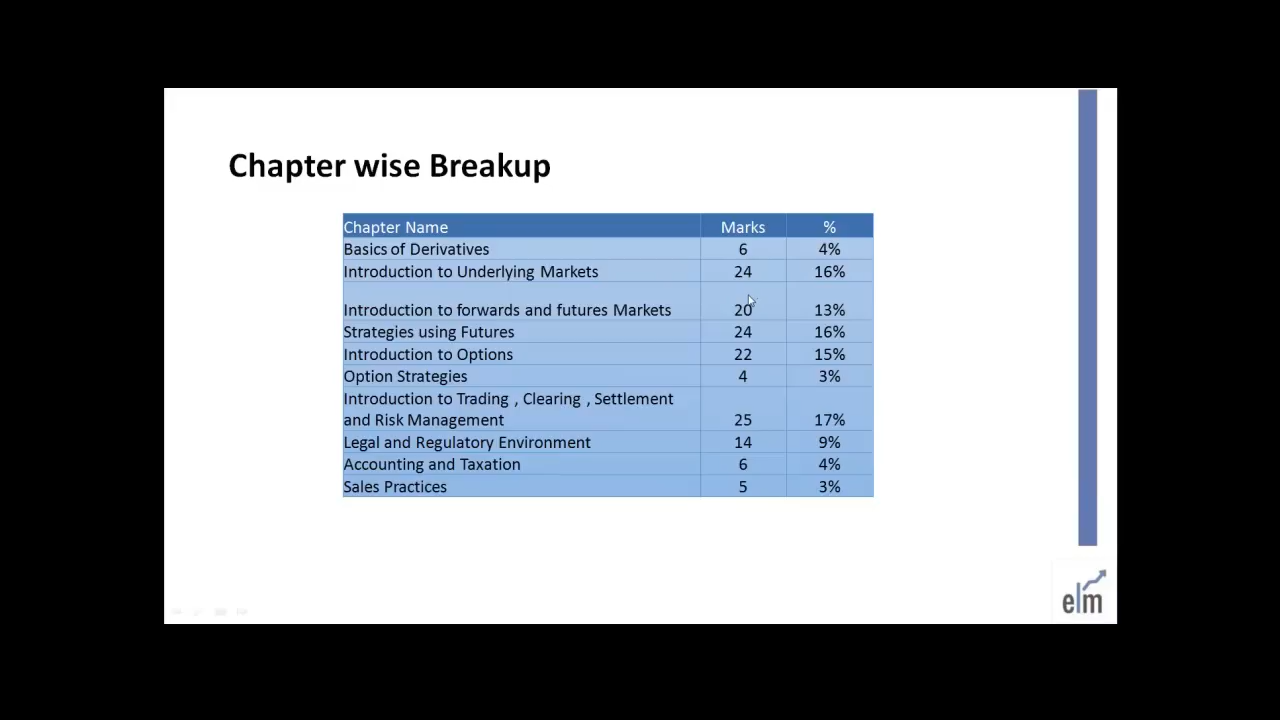 Chapter wise Breakup
Chapter Name Marks %
Basics of Derivatives 6 4%
Introduction to Underlying Markets 24 16%
Introduction to forwards and futures Markets 20 13%
Strategies using Futures 24 16%
Introduction to Options 22 15%
Option Strategies 4 3%
Introduction to Trading , Clearing , Settlement
and Risk Management 25 17%
Legal and Regulatory Environment 14 9%
Accounting and Taxation 6 4%
Sales Practices 5 3%
elm